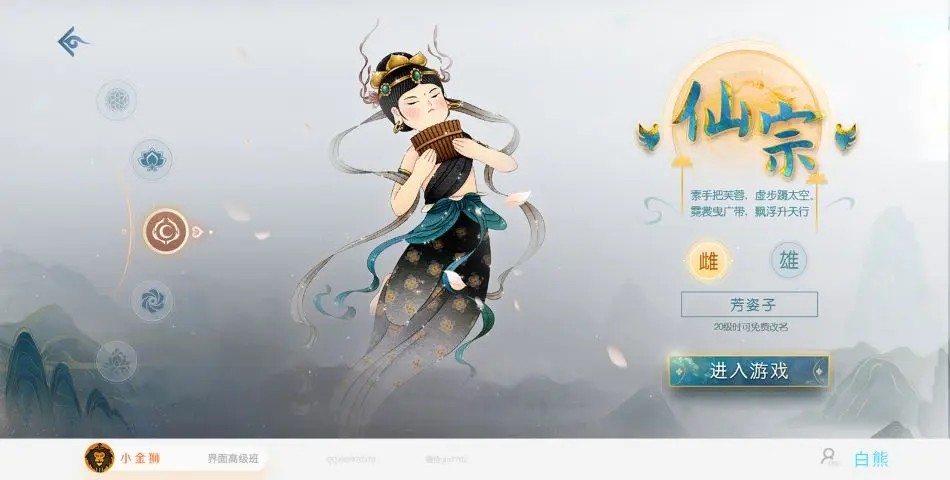 仙宗
素手把芙蓉，虚步蹑太空。
霓裳曳广带，飘浮升天行
雌
雄
芳姿子
20级时可免费改名
进入游戏
小金狮
界面高级班
白熊